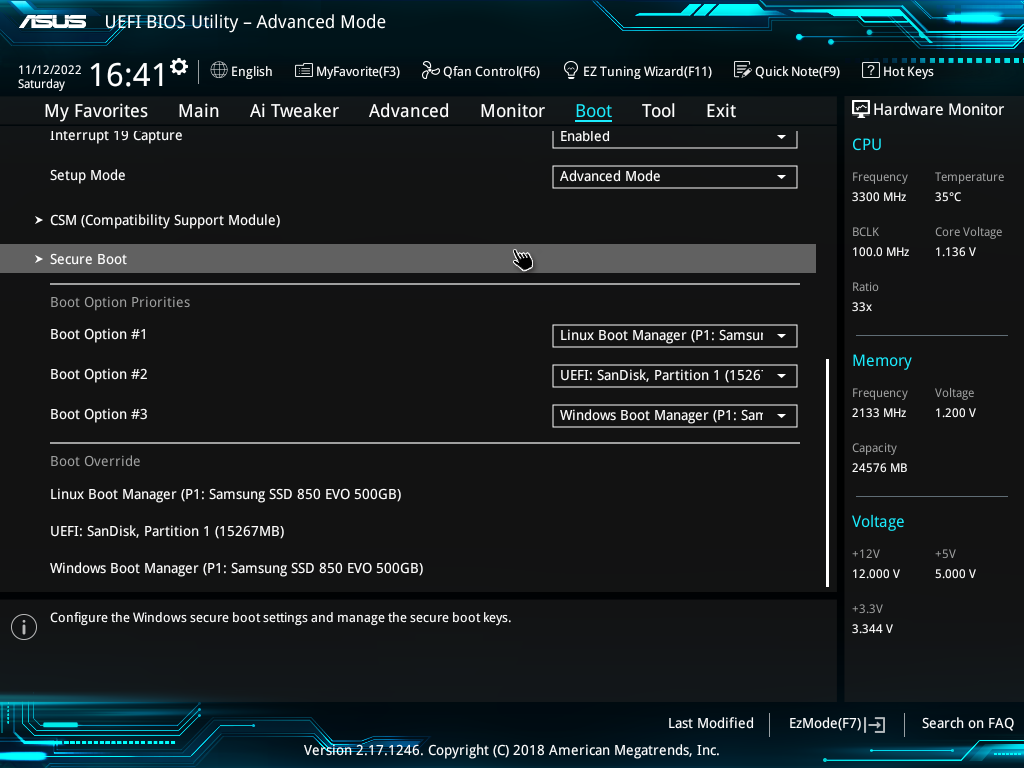 ASUS UEFI BIOS Utility – Advanced Mode
11/12/2022
Saturday
16:41
English
MyFavorite(F3)
Qfan Control(F6)
EZ Tuning Wizard(F11)
Quick Note(F9)
? Hot Keys
My Favorites
Main
Ai Tweaker
Advanced
Monitor
Boot
Tool
Exit
Interrupt 19 Capture
Enabled
Setup Mode
Advanced Mode
CSM (Compatibility Support Module)
Secure Boot
Boot Option Priorities
Boot Option #1
Linux Boot Manager (P1: Samsu
Boot Option #2
UEFI: SanDisk, Partition 1 (1526
Boot Option #3
Windows Boot Manager (P1: Sam
Boot Override
Linux Boot Manager (P1: Samsung SSD 850 EVO 500GB)
UEFI: SanDisk, Partition 1 (15267MB)
Windows Boot Manager (P1: Samsung SSD 850 EVO 500GB)
Configure the Windows secure boot settings and manage the secure boot keys.
Hardware Monitor
CPU
Frequency Temperature
3300 MHz 35°C
BCLK Core Voltage
100.0 MHz 1.136 V
Ratio
33x
Memory
Frequency Voltage
2133 MHz 1.200 V
Capacity
24576 MB
Voltage
+12V +5V
12.000 V 5.000 V
+3.3V
3.344 V
Last Modified
EzMode(F7)
Search on FAQ
Version 2.17.1246. Copyright (C) 2018 American Megatrends, Inc.